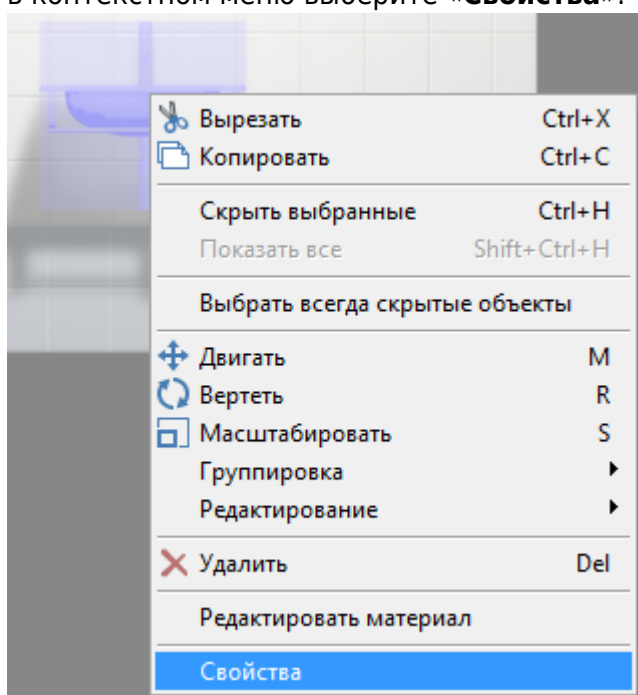 в контекстном меню выберите «Свойства».
Вырезать Ctrl+X
Копировать Ctrl+C
Скрыть выбранные Ctrl+H
Показать все Shift+Ctrl+H
Выбрать всегда скрытые объекты
Двигать M
Вертеть R
Масштабировать S
Группировка
Редактирование
Удалить Del
Редактировать материал
Свойства